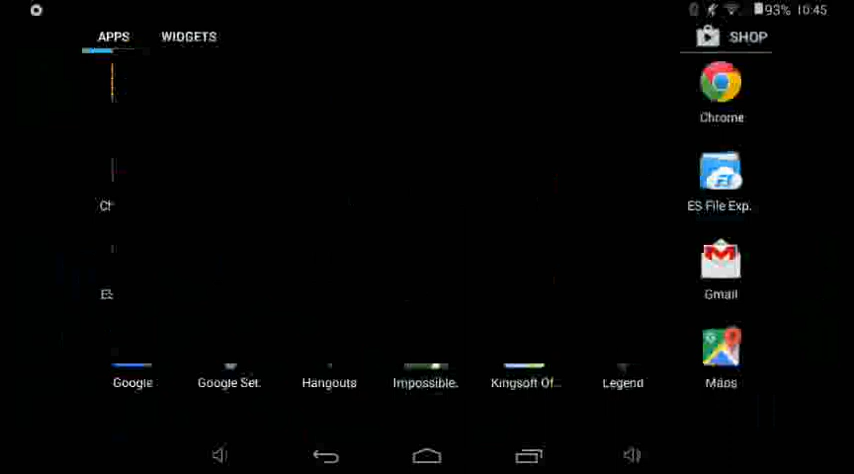 93% 10:45
APPS WIDGETS SHOP
Chrome
ES File Exp.
Gmail
Google Google Set. Hangouts Impossible. Kingsoft Of... Legend Maps